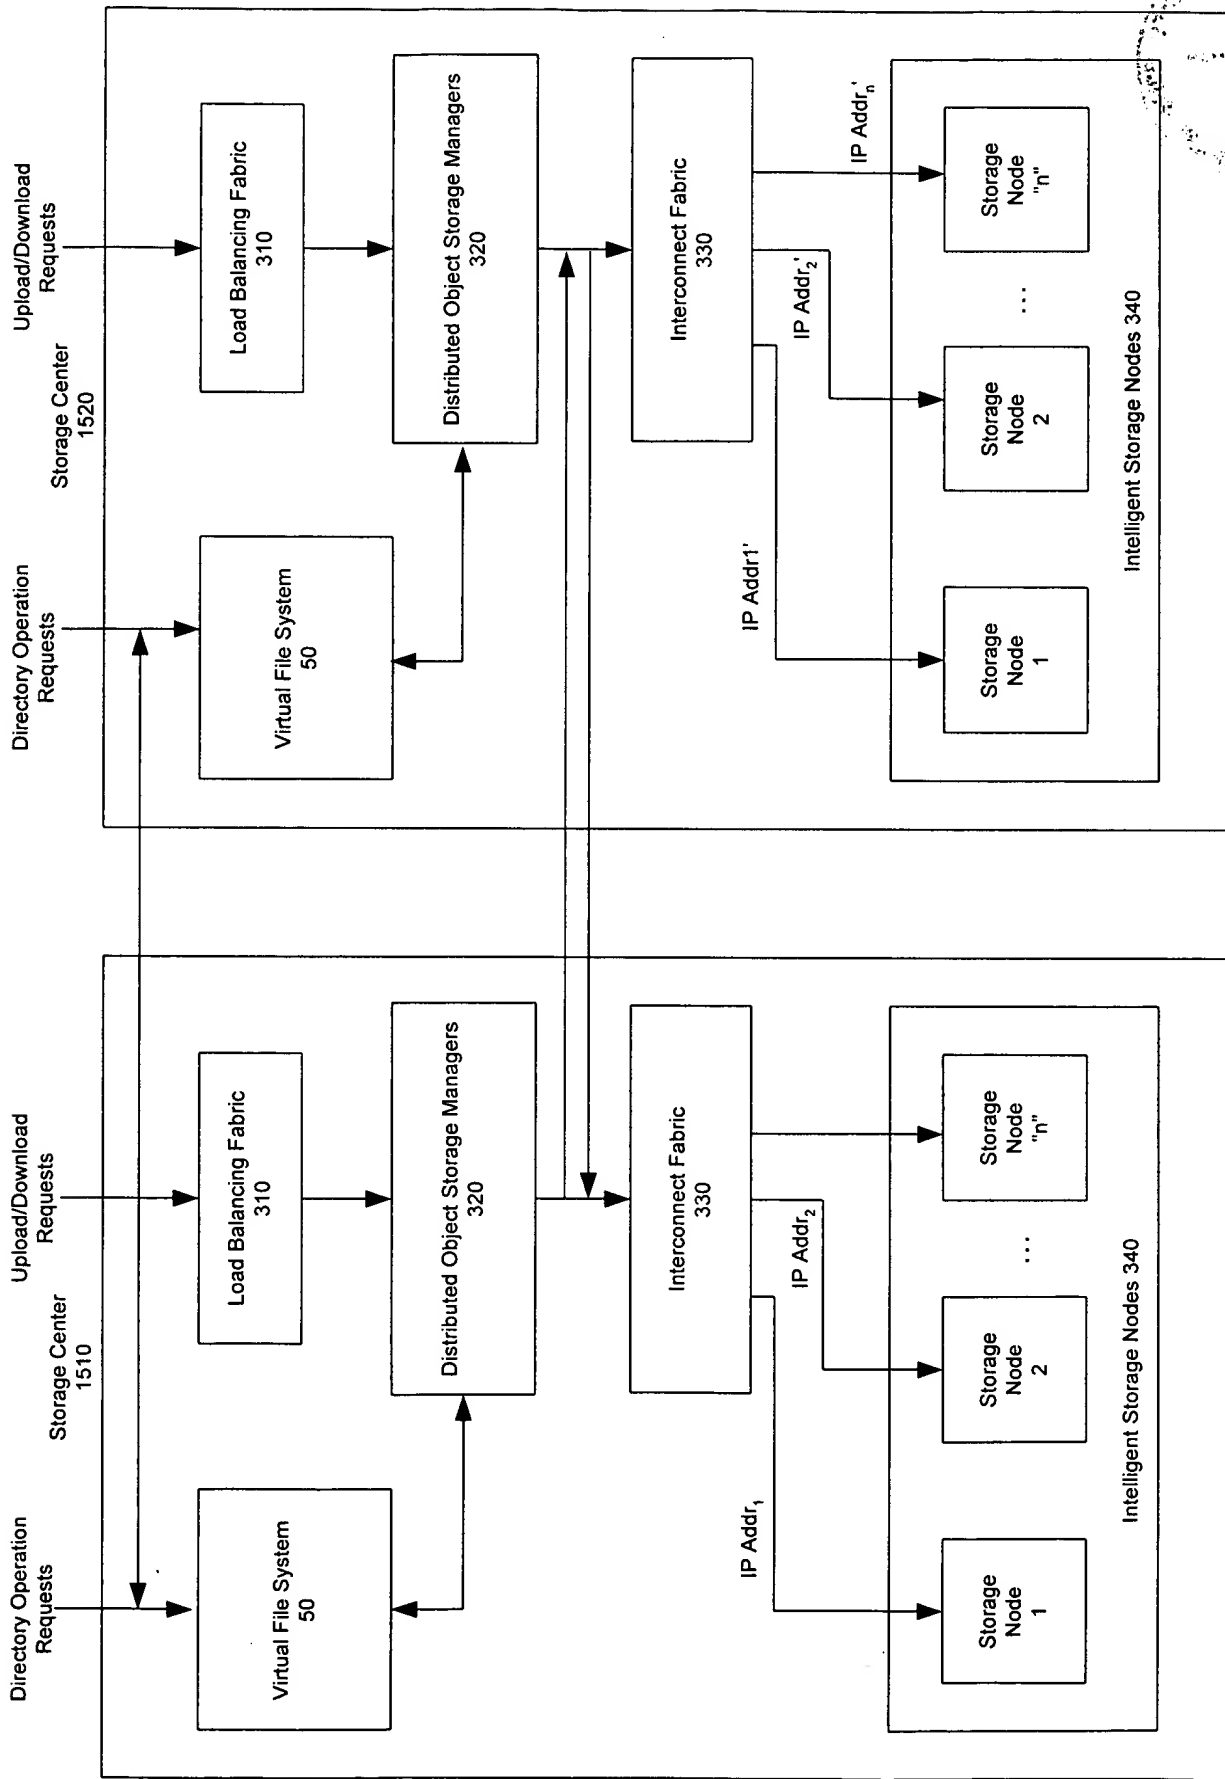 Directory Operation
Requests
Storage Center
1510
Upload/Download
Requests
Virtual File System
50
Load Balancing Fabric
310
Distributed Object Storage Managers
320
Interconnect Fabric
330
IP Addr1
IP Addr2
Storage
Node
1
Storage
Node
2
...
Storage
Node
"n"
Intelligent Storage Nodes 340
Directory Operation
Requests
Storage Center
1520
Upload/Download
Requests
Virtual File System
50
Load Balancing Fabric
310
Distributed Object Storage Managers
320
Interconnect Fabric
330
IP Addr1'
IP Addr2'
IP Addrn'
Storage
Node
1
Storage
Node
2
...
Storage
Node
"n"
Intelligent Storage Nodes 340